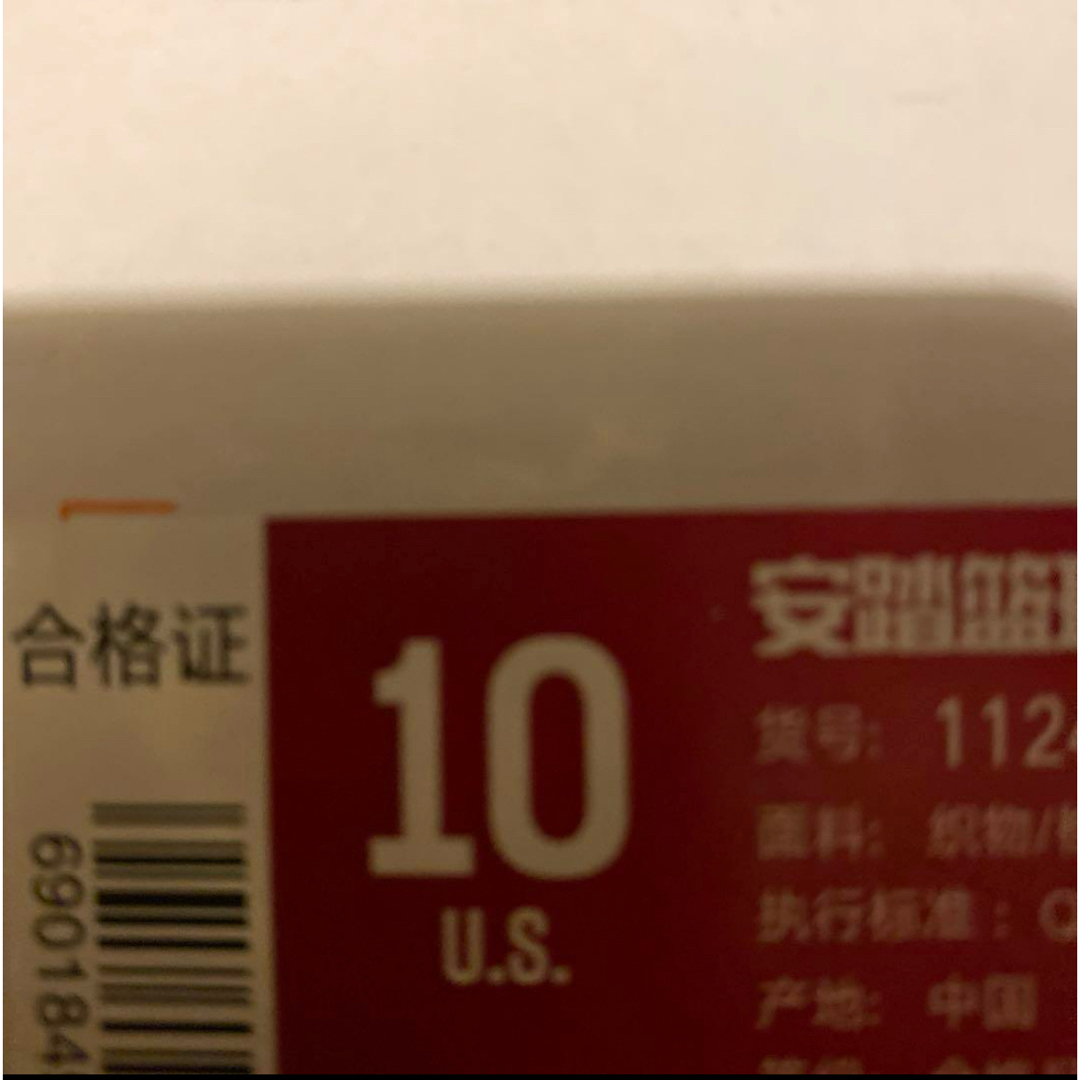 合格证
690184
10
U.S.
安踏篮
货号: 112
面料: 织物/
执行标准: Q
产地: 中国